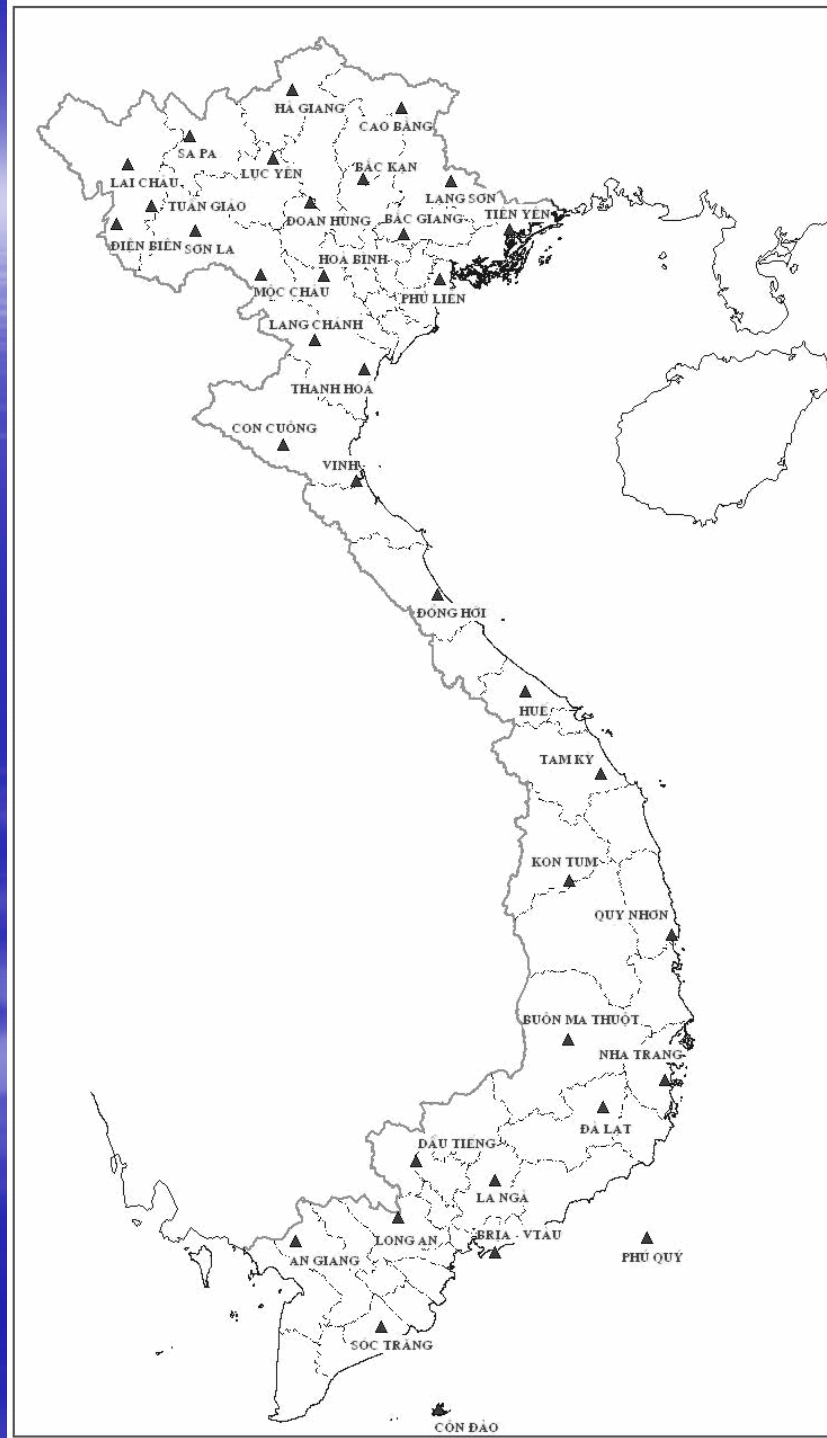 HÀ GIANG
CAO BẰNG
SA PA
LỤC YÊN
BẮC KẠN
LAI CHÂU
LẠNG SƠN
TUẦN GIÁO
ĐOAN HÙNG
BẮC GIANG
TIÊN YÊN
ĐIỆN BIÊN
SƠN LA
HOÀ BÌNH
MỘC CHÂU
PHỦ LIỄN
LANG CHÁNH
THANH HOÁ
CON CUÔNG
VINH
ĐỒNG HỚI
HUẾ
TAM KỲ
KON TUM
QUY NHƠN
BUÔN MA THUỘT
NHA TRANG
ĐÀ LẠT
DẦU TIẾNG
LA NGÀ
LONG AN
BRIA - VTÀU
AN GIANG
PHÚ QUÝ
SÓC TRĂNG
CÔN ĐẢO